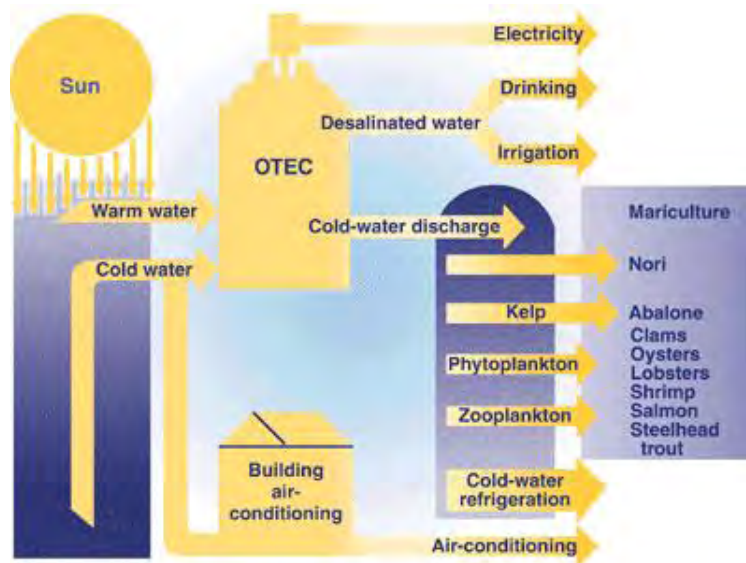 Sun
Electricity
Drinking
Desalinated water
Irrigation
OTEC
Warm water
Cold-water discharge
Cold water
Mariculture
Nori
Kelp
Abalone
Clams
Phytoplankton
Oysters
Lobsters
Shrimp
Zooplankton
Salmon
Steelhead
trout
Building
air-
conditioning
Cold-water
refrigeration
Air-conditioning